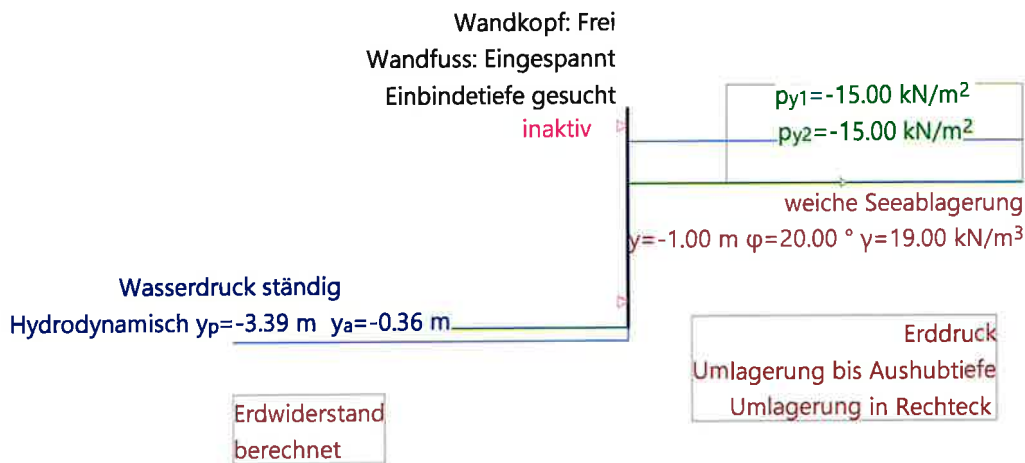 Wandkopf: Frei
Wandfuss: Eingespannt
Einbindetiefe gesucht
inaktiv
py1=-15.00 kN/m²
py2=-15.00 kN/m²
weiche Seeablagerung
y=-1.00 m φ=20.00 ° γ=19.00 kN/m³
Wasserdruck ständig
Hydrodynamisch yp=-3.39 m ya=-0.36 m
Erddruck
Umlagerung bis Aushubtiefe
Umlagerung in Rechteck
Erdwiderstand
berechnet